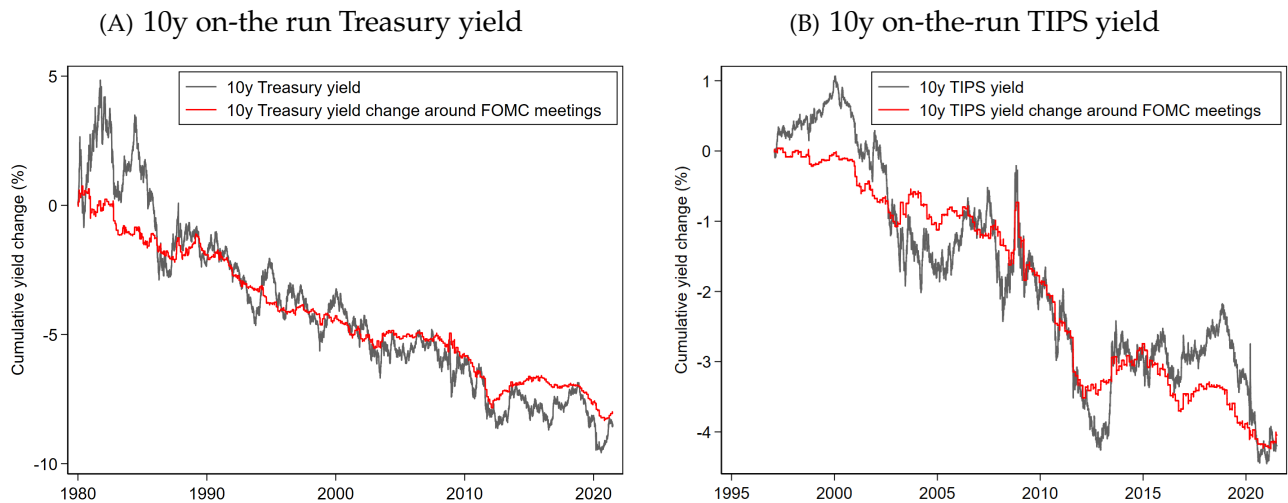 (A) 10y on-the run Treasury yield
5
0
-5
-10
Cumulative yield change (%)
10y Treasury yield
10y Treasury yield change around FOMC meetings
1980
1990
2000
2010
2020
(B) 10y on-the-run TIPS yield
1
0
-1
-2
-3
-4
Cumulative yield change (%)
10y TIPS yield
10y TIPS yield change around FOMC meetings
1995
2000
2005
2010
2015
2020